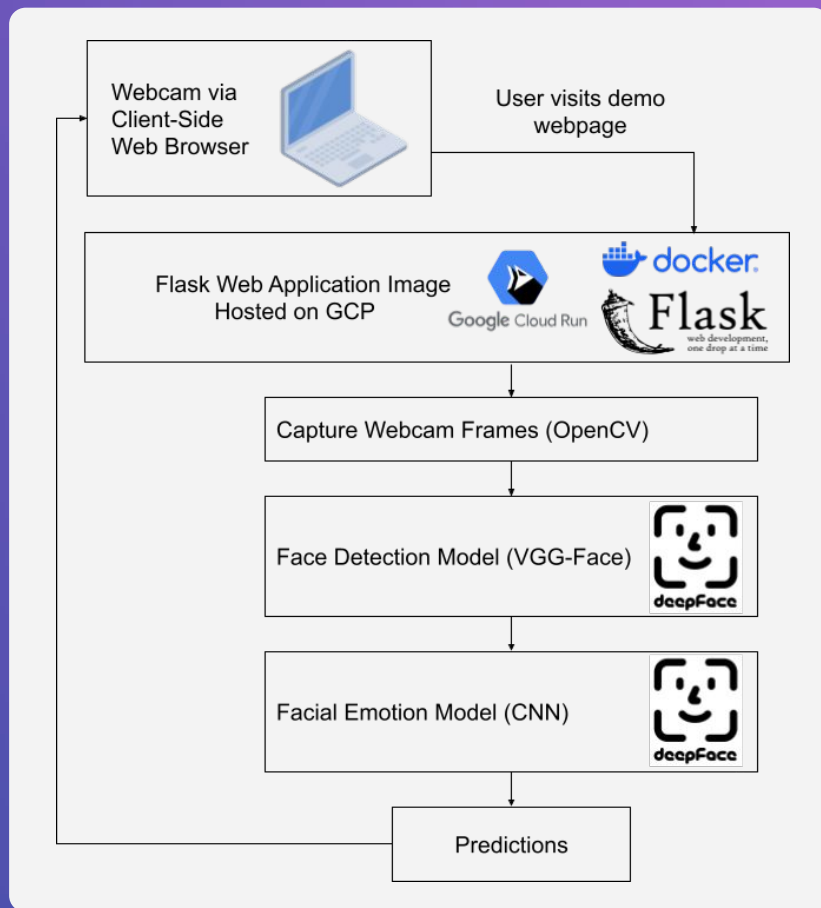 Webcam via
Client-Side
Web Browser
User visits demo
webpage
Flask Web Application Image
Hosted on GCP
Google Cloud Run
docker
Flask
web development,
one drop at a time
Capture Webcam Frames (OpenCV)
Face Detection Model (VGG-Face)
deepFace
Facial Emotion Model (CNN)
deepFace
Predictions